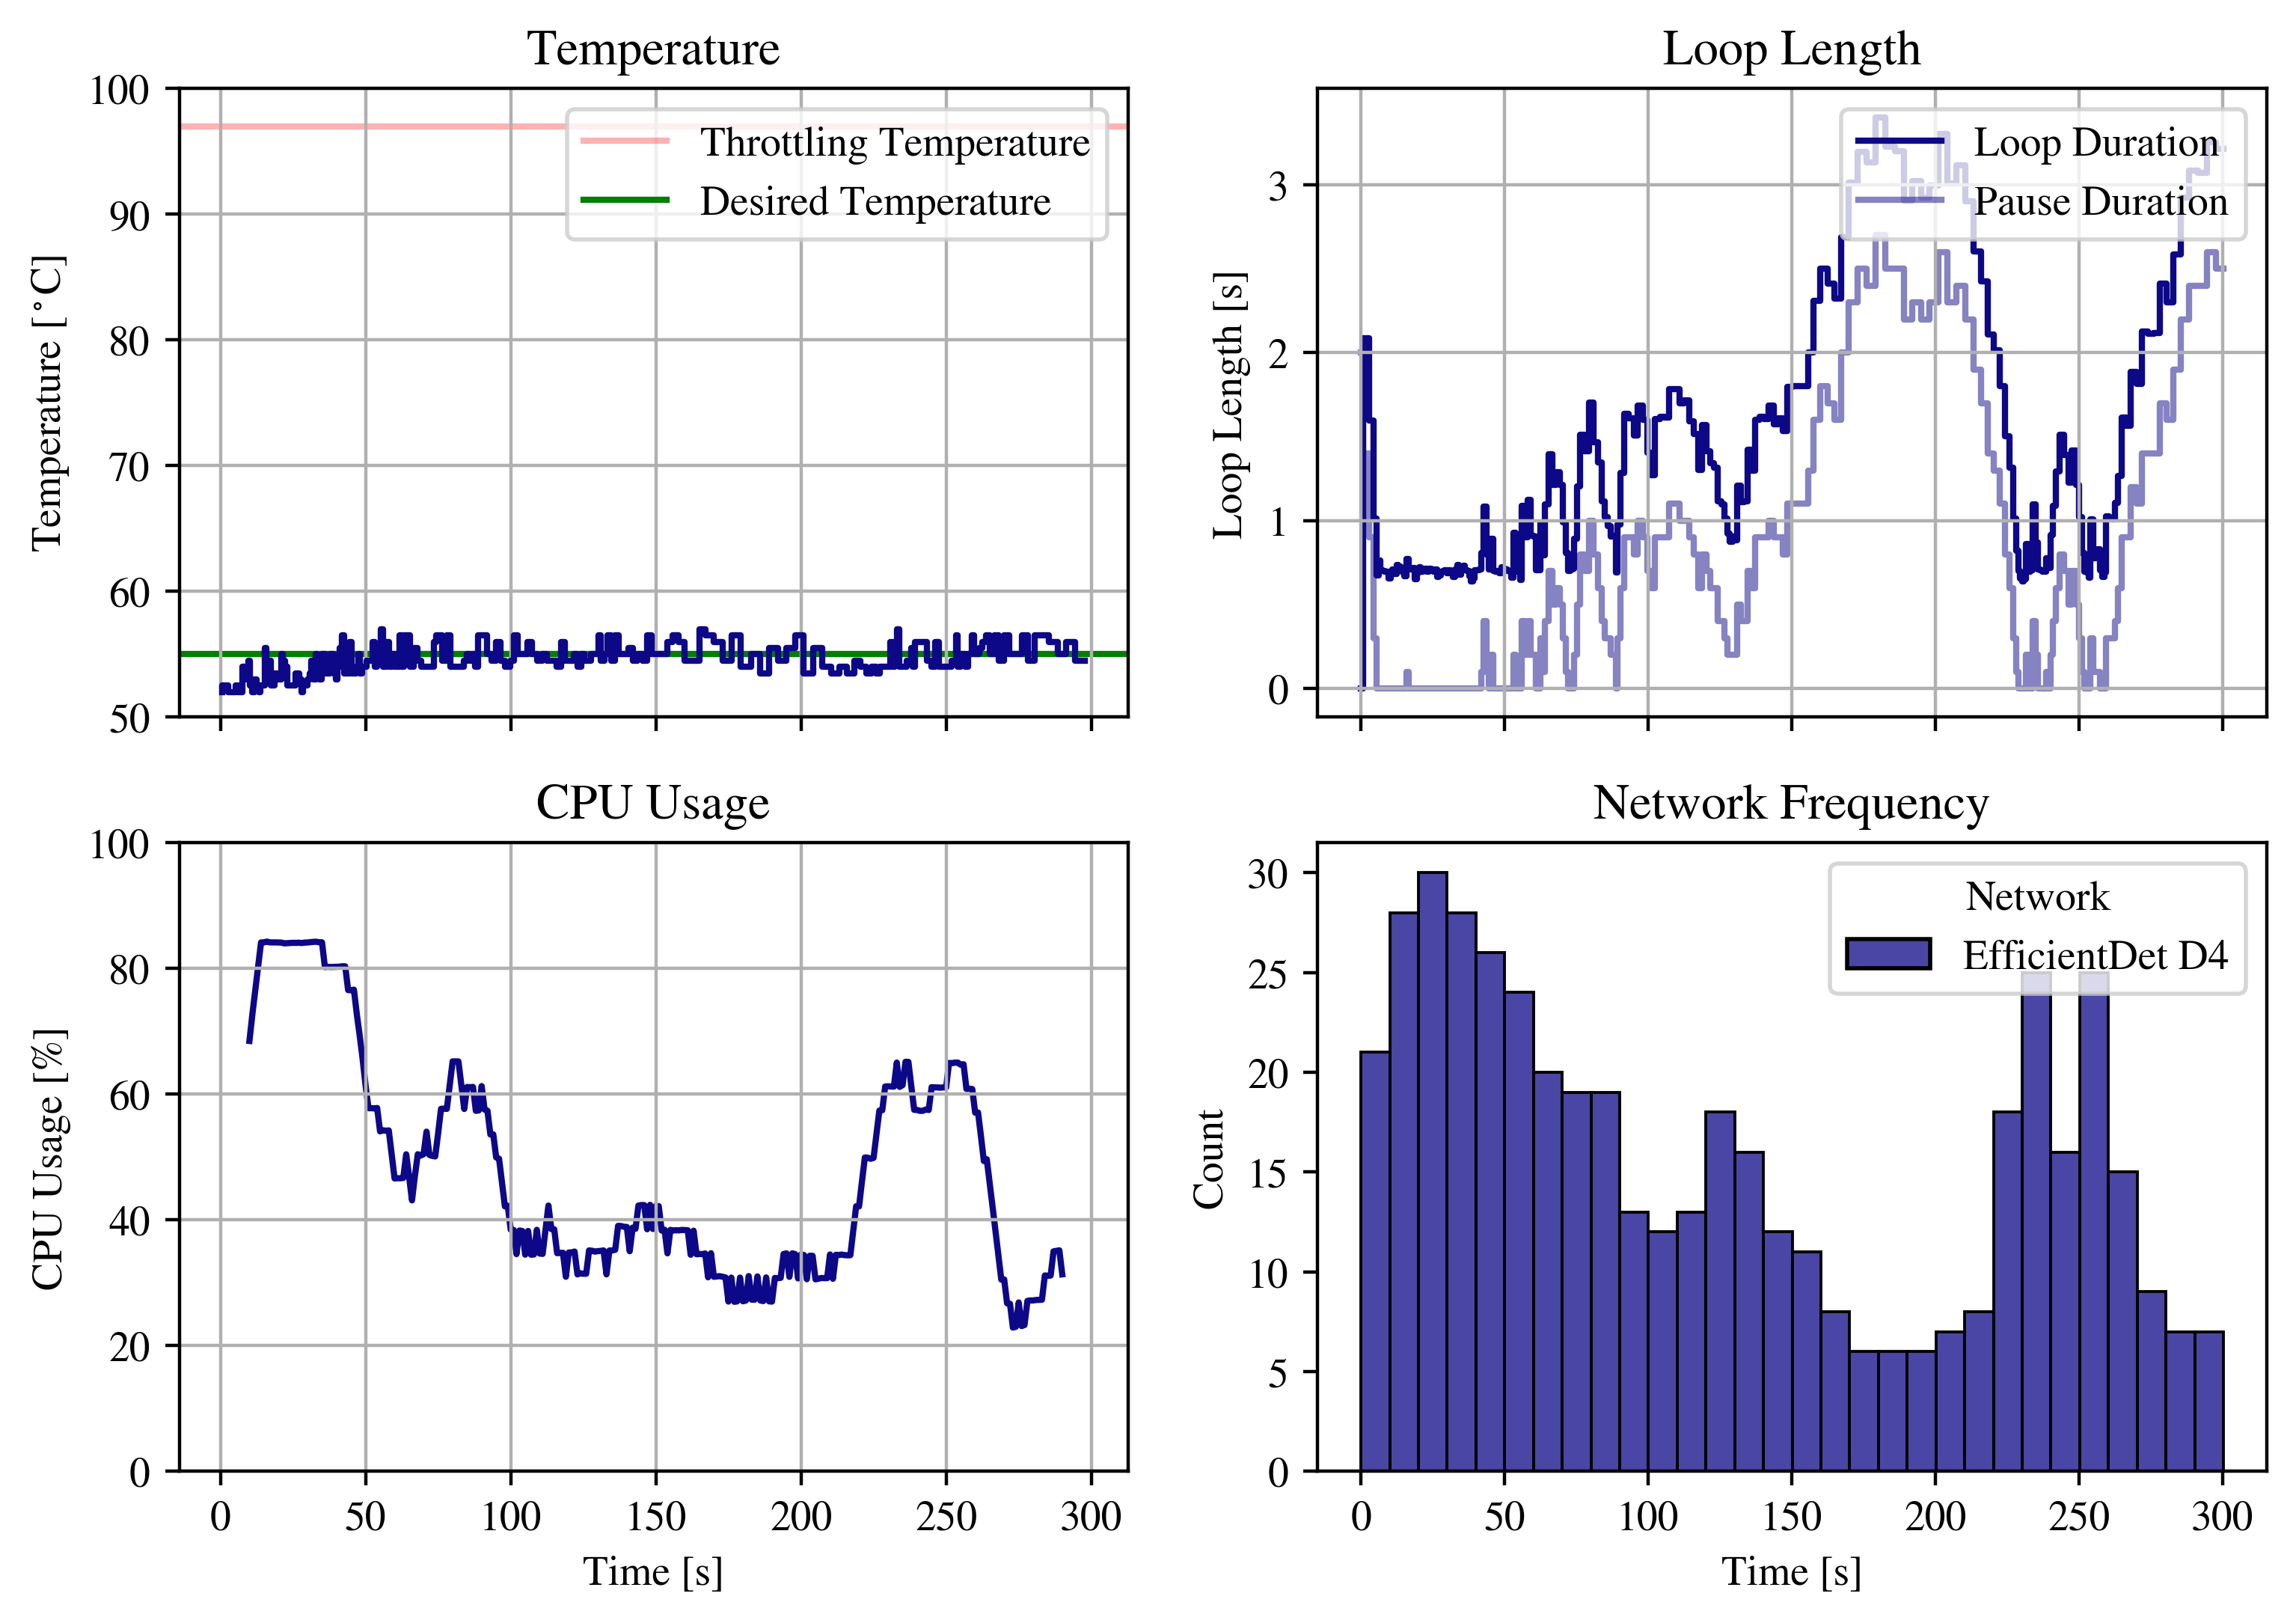 Temperature
100
90
80
70
60
50
Temperature [°C]
Throttling Temperature
Desired Temperature
Loop Length
3
2
1
0
Loop Length [s]
Loop Duration
Pause Duration
CPU Usage
100
80
60
40
20
0
CPU Usage [%]
0 50 100 150 200 250 300
Time [s]
Network Frequency
30
25
20
15
10
5
0
Count
Network
EfficientDet D4
0 50 100 150 200 250 300
Time [s]